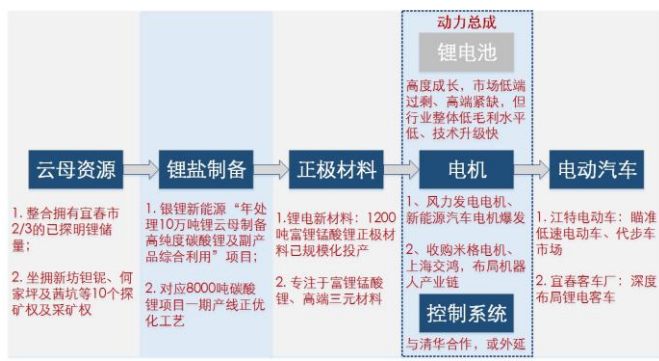 动力总成
锂电池
高度成长，市场低端
过剩、高端紧缺，但
行业整体低毛利水平
低、技术升级快
云母资源
锂盐制备
正极材料
电机
电动汽车
1. 整合拥有宜春市
2/3的已探明锂储
量；
2. 坐拥新坊钽铌、何
家坪及茜坑等10个探
矿权及采矿权
1. 银锂新能源“年处
理10万吨锂云母制备
高纯度碳酸锂及副产
品综合利用”项目；
2. 对应8000吨碳酸
锂项目一期产线正优
化工艺
1.锂电新材料：1200
吨富锂锰酸锂正极材
料已规模化投产
2. 专注于富锂锰酸
锂、高端三元材料
1、风力发电电机、
新能源汽车电机爆发
2、收购米格电机、
上海交鸿，布局机器
人产业链
控制系统
与清华合作，或外延
1. 江特电动车：瞄准
低速电动车、代步车
市场
2. 宜春客车厂：深度
布局锂电客车